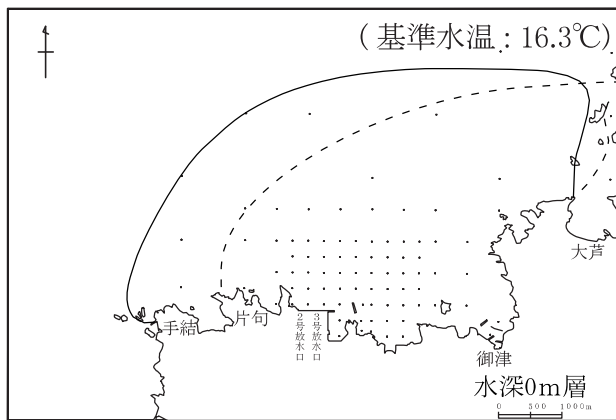 (基準水温：16.3℃)
大芦
手結
片句
2号放水口
3号放水口
御津
水深0m層
0 500 1000m